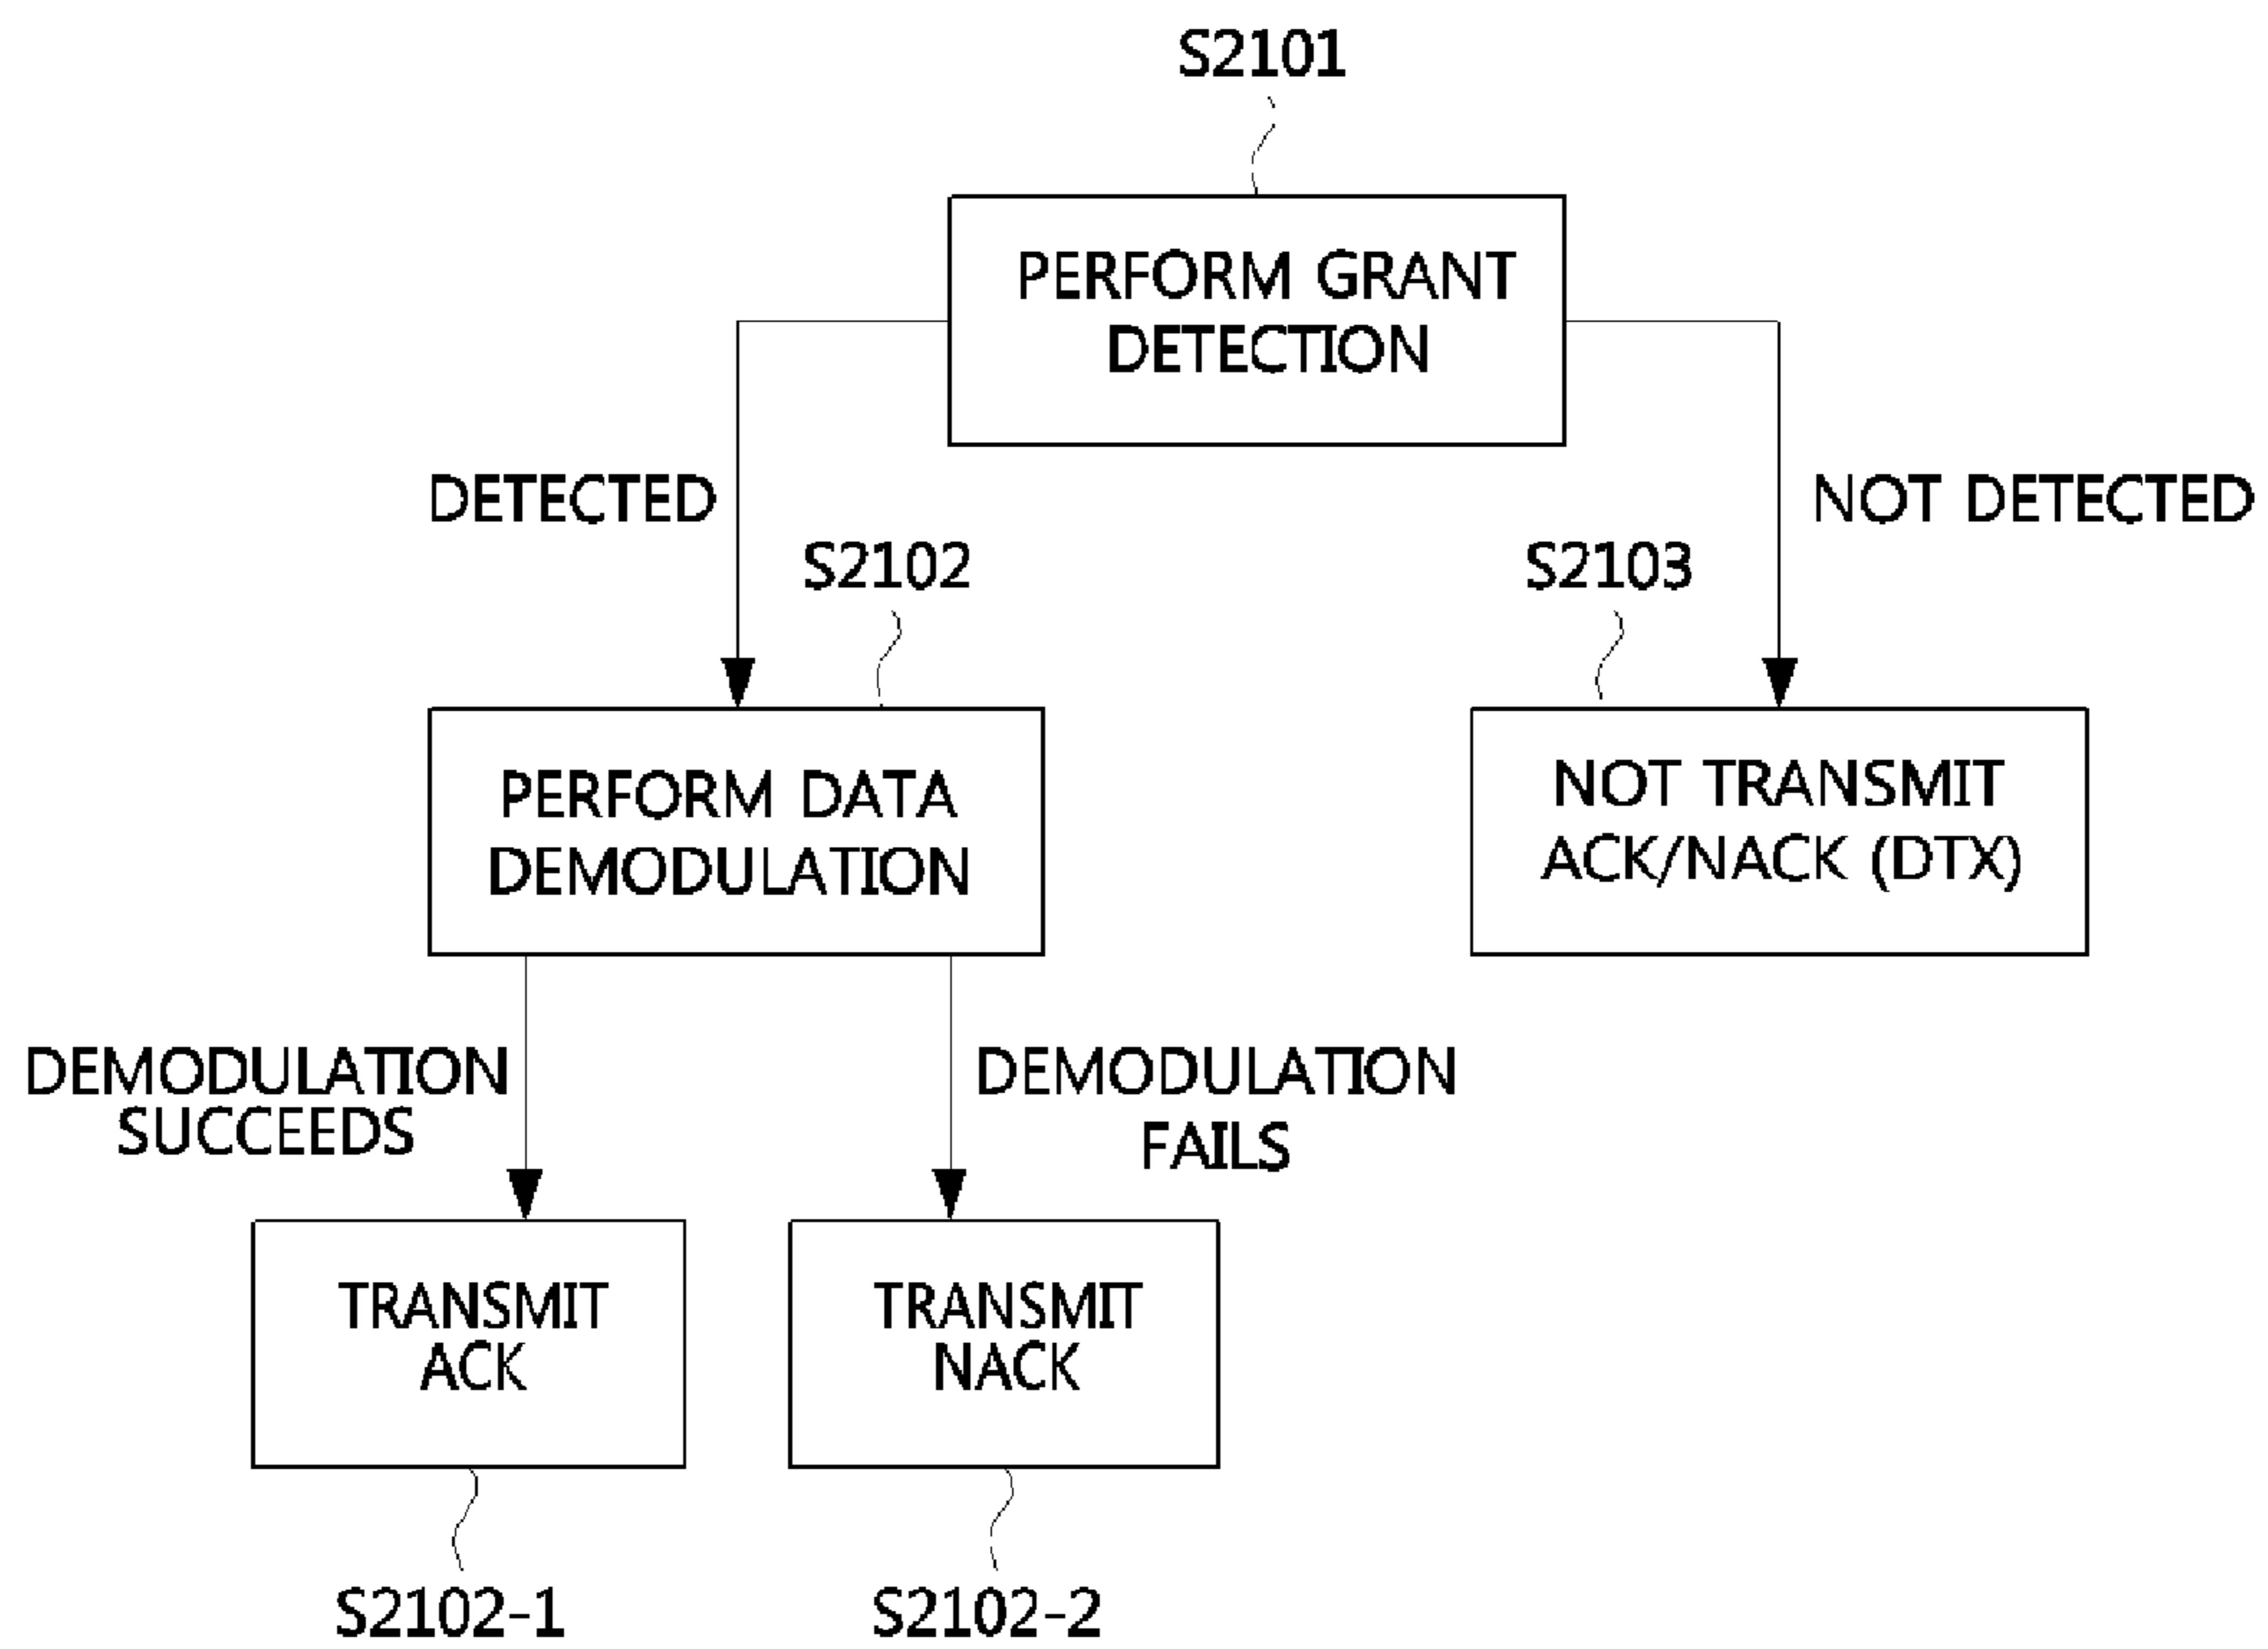 S2101
PERFORM GRANT
DETECTION
DETECTED
NOT DETECTED
S2102
S2103
PERFORM DATA
DEMODULATION
NOT TRANSMIT
ACK/NACK (DTX)
DEMODULATION
SUCCEEDS
DEMODULATION
FAILS
TRANSMIT
ACK
TRANSMIT
NACK
S2102-1
S2102-2